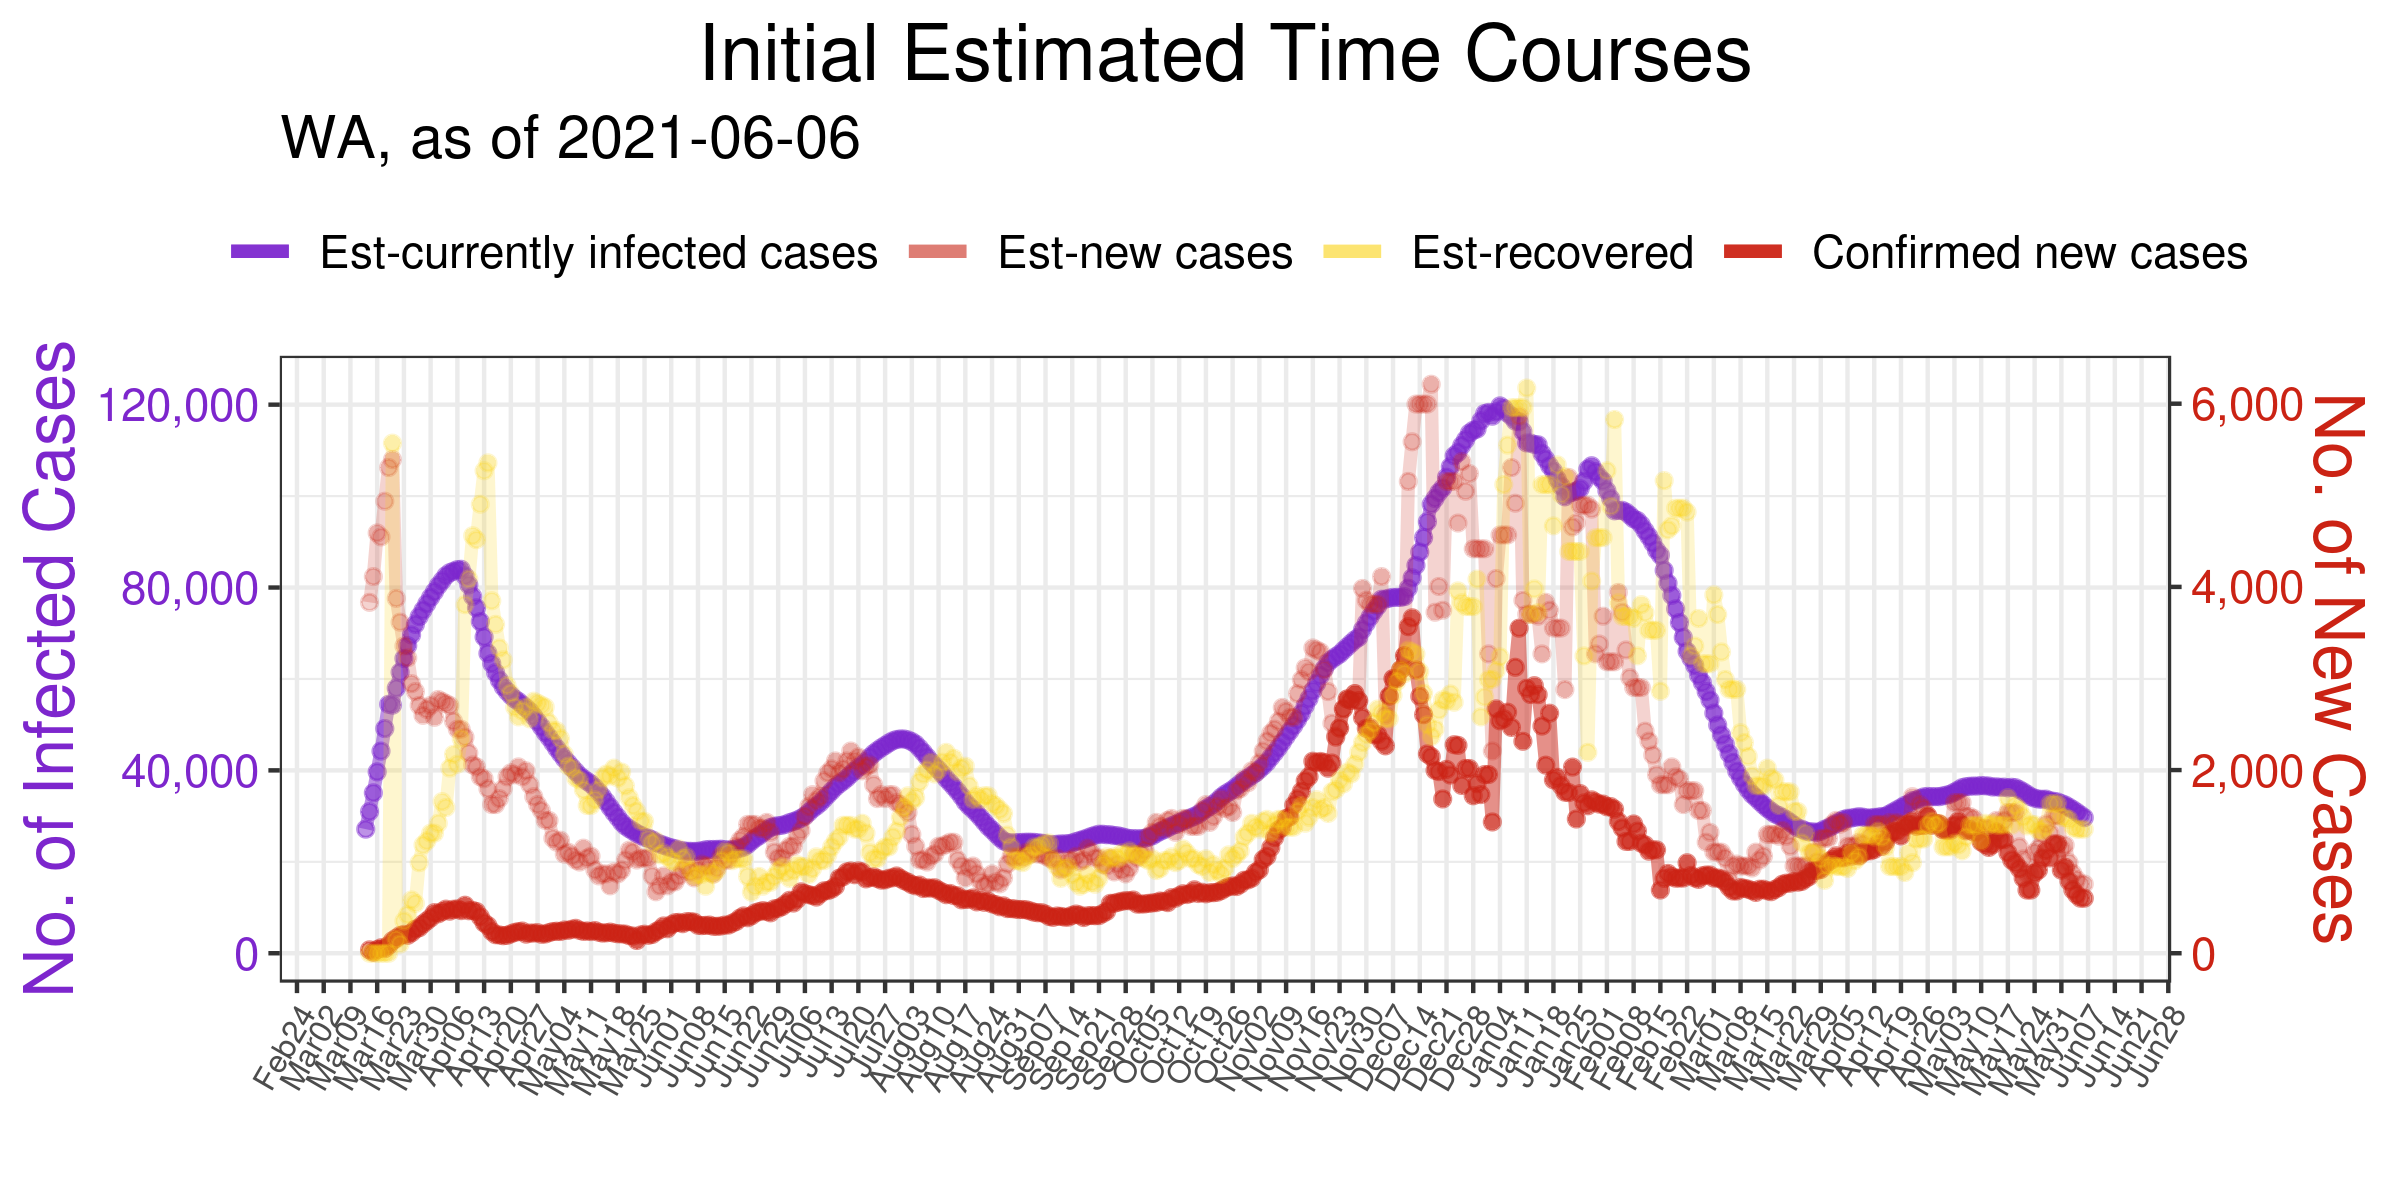 Initial Estimated Time Courses
WA, as of 2021-06-06
Est-currently infected cases
Est-new cases
Est-recovered
Confirmed new cases
No. of Infected Cases
120,000
80,000
40,000
0
6,000
4,000
2,000
0
No. of New Cases
Feb24
Mar02
Mar09
Mar16
Mar23
Mar30
Apr06
Apr13
Apr20
Apr27
May04
May11
May18
May25
Jun01
Jun08
Jun15
Jun22
Jun29
Jul06
Jul13
Jul20
Jul27
Aug03
Aug10
Aug17
Aug24
Aug31
Sep07
Sep14
Sep21
Sep28
Oct05
Oct12
Oct19
Oct26
Nov02
Nov09
Nov16
Nov23
Nov30
Dec07
Dec14
Dec21
Dec28
Jan04
Jan11
Jan18
Jan25
Feb01
Feb08
Feb15
Feb22
Mar01
Mar08
Mar15
Mar22
Mar29
Apr05
Apr12
Apr19
Apr26
May03
May10
May17
May24
May31
Jun07
Jun14
Jun21
Jun28